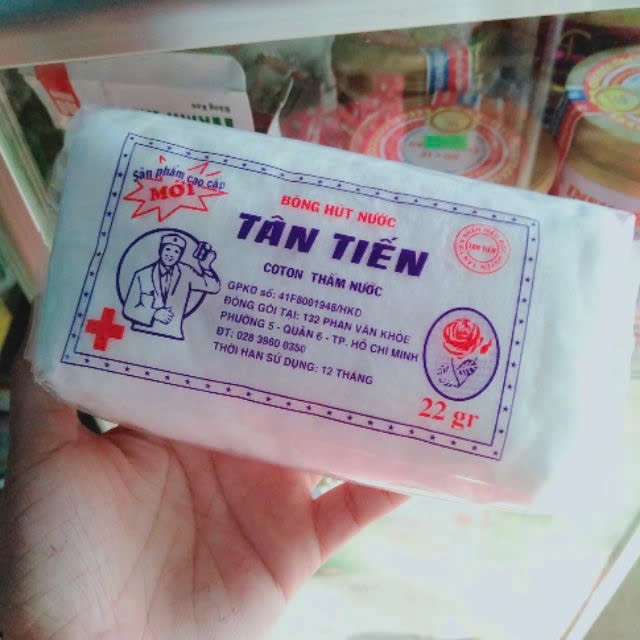 Sản phẩm cao cấp
MỚI
BÔNG HÚT NƯỚC
TÂN TIẾN
COTON THẤM NƯỚC
GPKD số: 41F8001948/HKD
ĐÓNG GÓI TẠI: 132 PHAN VĂN KHỎE
PHƯỜNG 5 - QUẬN 6 - TP. HỒ CHÍ MINH
ĐT: 028 3960 0350
THỜI HẠN SỬ DỤNG: 12 THÁNG
TÂN TIẾN
22 gr